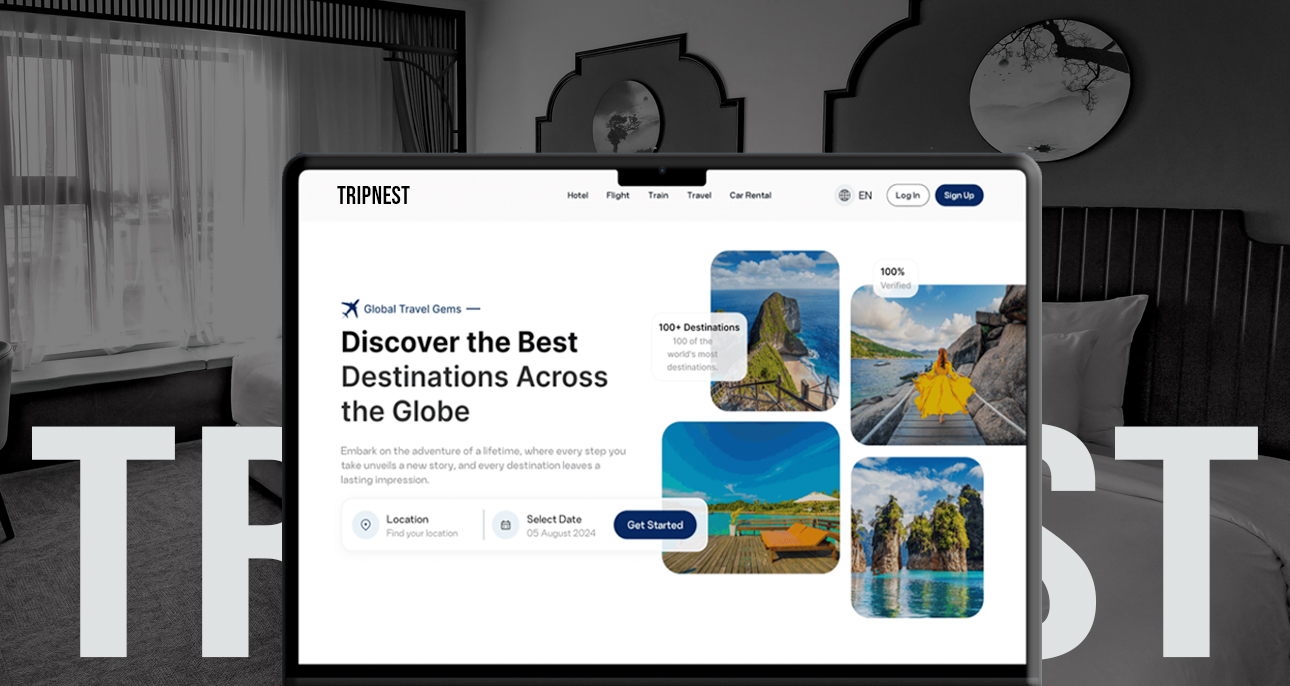 TRIPNEST
Hotel Flight Train Travel Car Rental
EN
Log In
Sign Up
Global Travel Gems
Discover the Best
Destinations Across
the Globe
Embark on the adventure of a lifetime, where every step you
take unveils a new story, and every destination leaves a
lasting impression.
Location
Find your location
Select Date
05 August 2024
Get Started
100+ Destinations
100 of the
world's most
destinations.
100%
Verified
TR ST